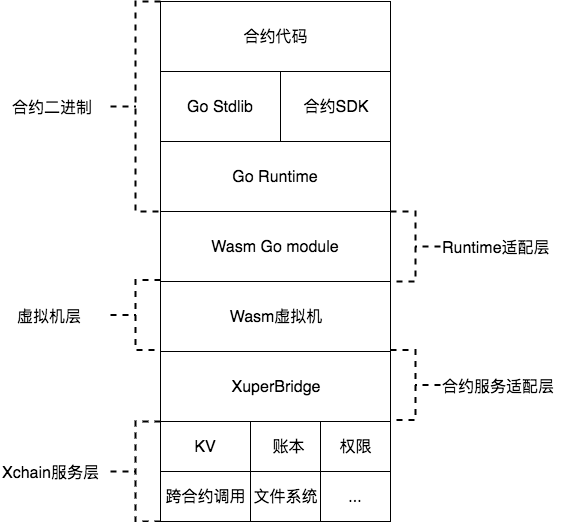 合约代码
合约二进制
Go Stdlib
合约SDK
Go Runtime
Wasm Go module
Runtime适配层
虚拟机层
Wasm虚拟机
XuperBridge
合约服务适配层
Xchain服务层
KV
账本
权限
跨合约调用
文件系统
...